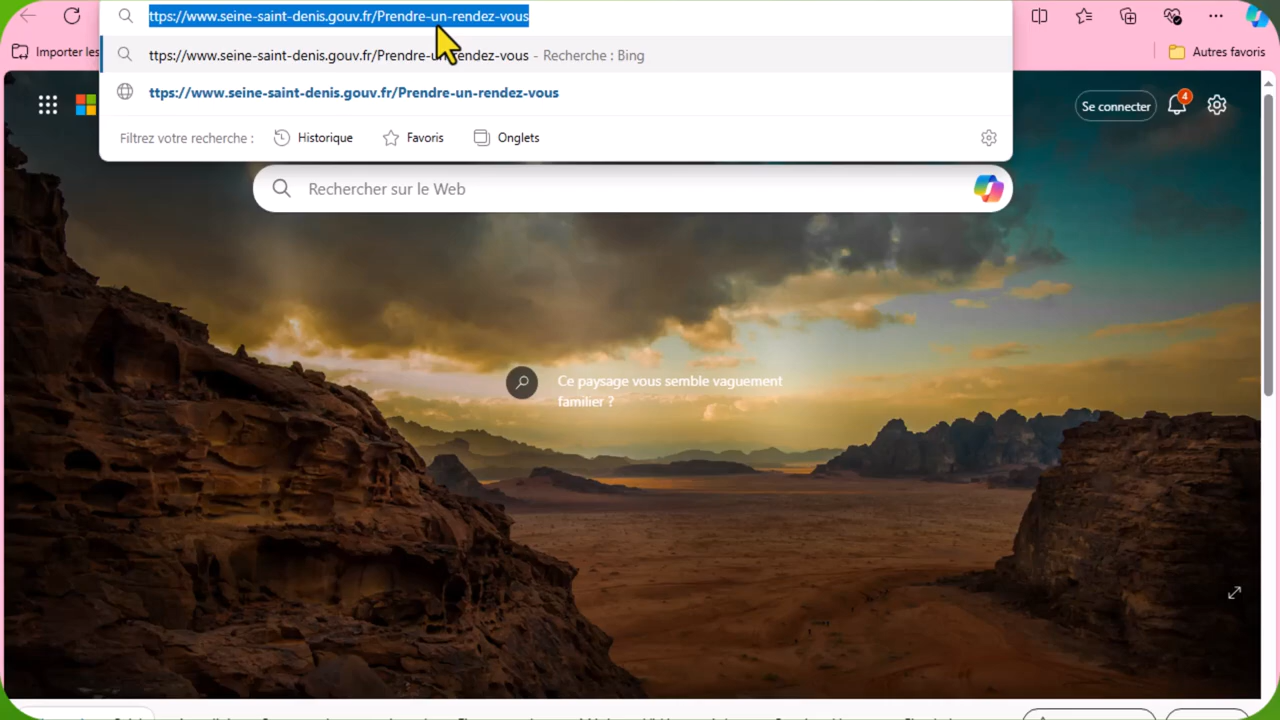 ttps://www.seine-saint-denis.gouv.fr/Prendre-un-rendez-vous
Importer les
ttps://www.seine-saint-denis.gouv.fr/Prendre-un-rendez-vous - Recherche : Bing
Autres favoris
ttps://www.seine-saint-denis.gouv.fr/Prendre-un-rendez-vous
Se connecter
4
Filtrez votre recherche :
Historique
Favoris
Onglets
Rechercher sur le Web
Ce paysage vous semble vaguement
familier ?